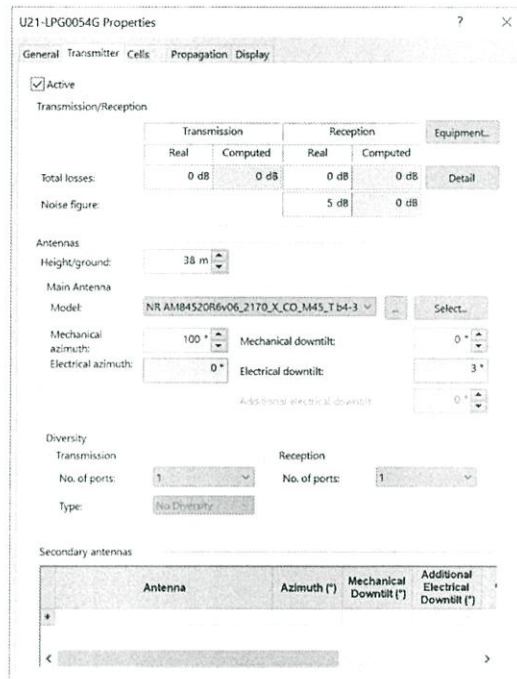 U21-LPG0054G Properties ? ×
General Transmitter Cells Propagation Display
Active
Transmission/Reception
Transmission Reception Equipment...
Real Computed Real Computed
Total losses: 0 dB 0 dB 0 dB 0 dB Detail
Noise figure: 5 dB 0 dB
Antennas
Height/ground: 38 m
Main Antenna
Model: NR AM84520R6v06_2170_X_CO_M45_T b4-3 ... Select...
Mechanical azimuth: 100 ° Mechanical downtilt: 0 °
Electrical azimuth: 0 ° Electrical downtilt: 3 °
Additional electrical downtilt: 0 °
Diversity
Transmission Reception
No. of ports: 1 No. of ports: 1
Type: No Diversity
Secondary antennas
Antenna Azimuth (°) Mechanical Downtilt (°) Additional Electrical Downtilt (°)
*